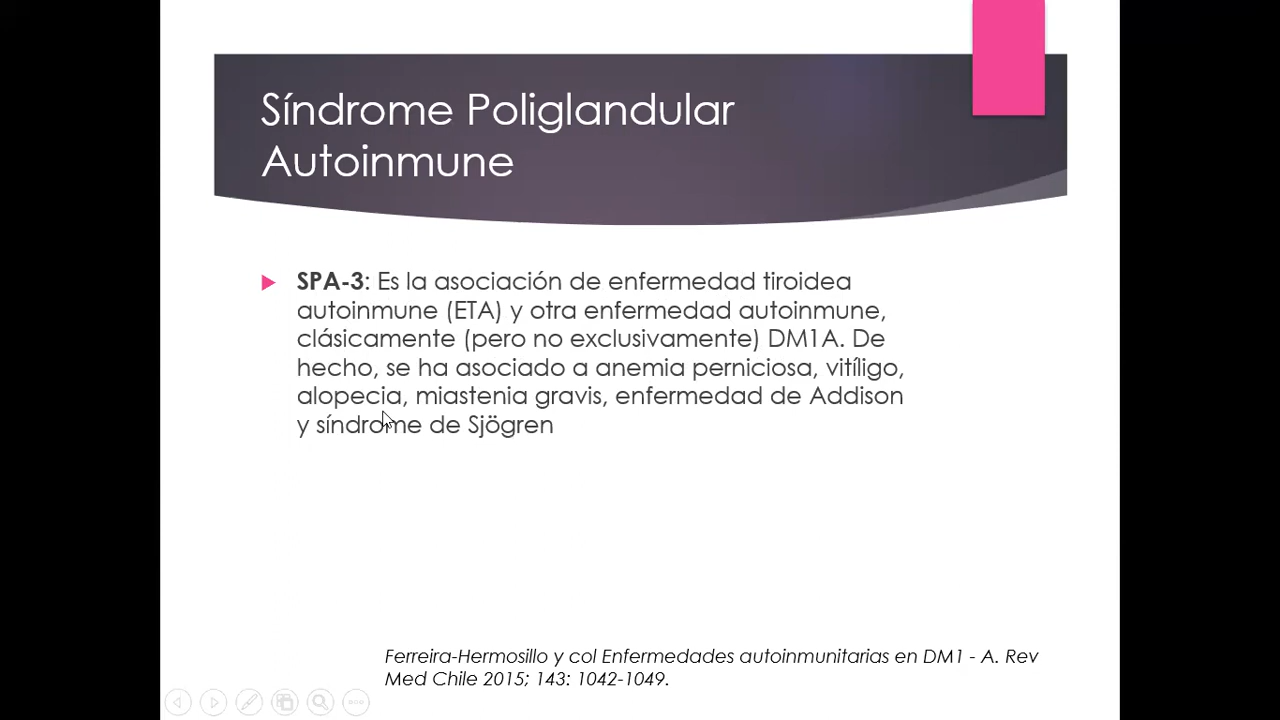 Síndrome Poliglandular
Autoinmune
SPA-3: Es la asociación de enfermedad tiroidea
autoinmune (ETA) y otra enfermedad autoinmune,
clásicamente (pero no exclusivamente) DM1A. De
hecho, se ha asociado a anemia perniciosa, vitíligo,
alopecia, miastenia gravis, enfermedad de Addison
y síndrome de Sjögren
Ferreira-Hermosillo y col Enfermedades autoinmunitarias en DM1 - A. Rev
Med Chile 2015; 143: 1042-1049.